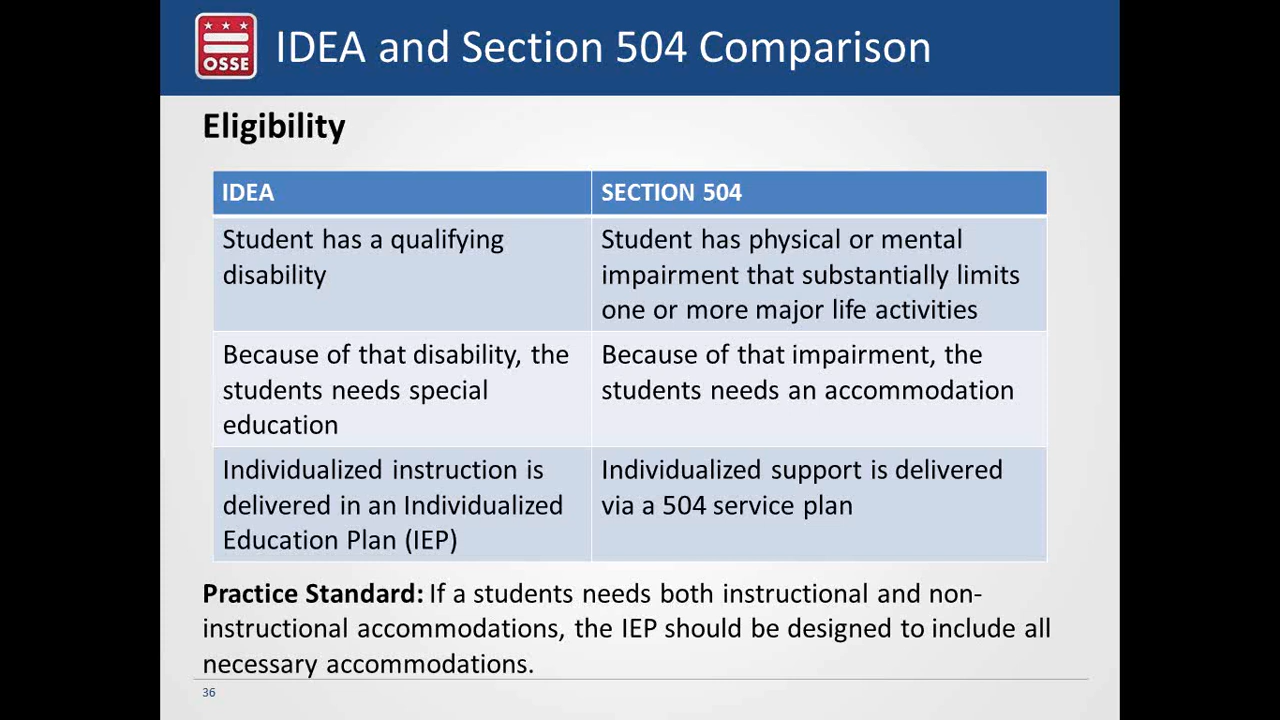 OSSE
IDEA and Section 504 Comparison
Eligibility
IDEA
SECTION 504
Student has a qualifying
disability
Student has physical or mental
impairment that substantially limits
one or more major life activities
Because of that disability, the
students needs special
education
Because of that impairment, the
students needs an accommodation
Individualized instruction is
delivered in an Individualized
Education Plan (IEP)
Individualized support is delivered
via a 504 service plan
Practice Standard: If a students needs both instructional and non-
instructional accommodations, the IEP should be designed to include all
necessary accommodations.
36